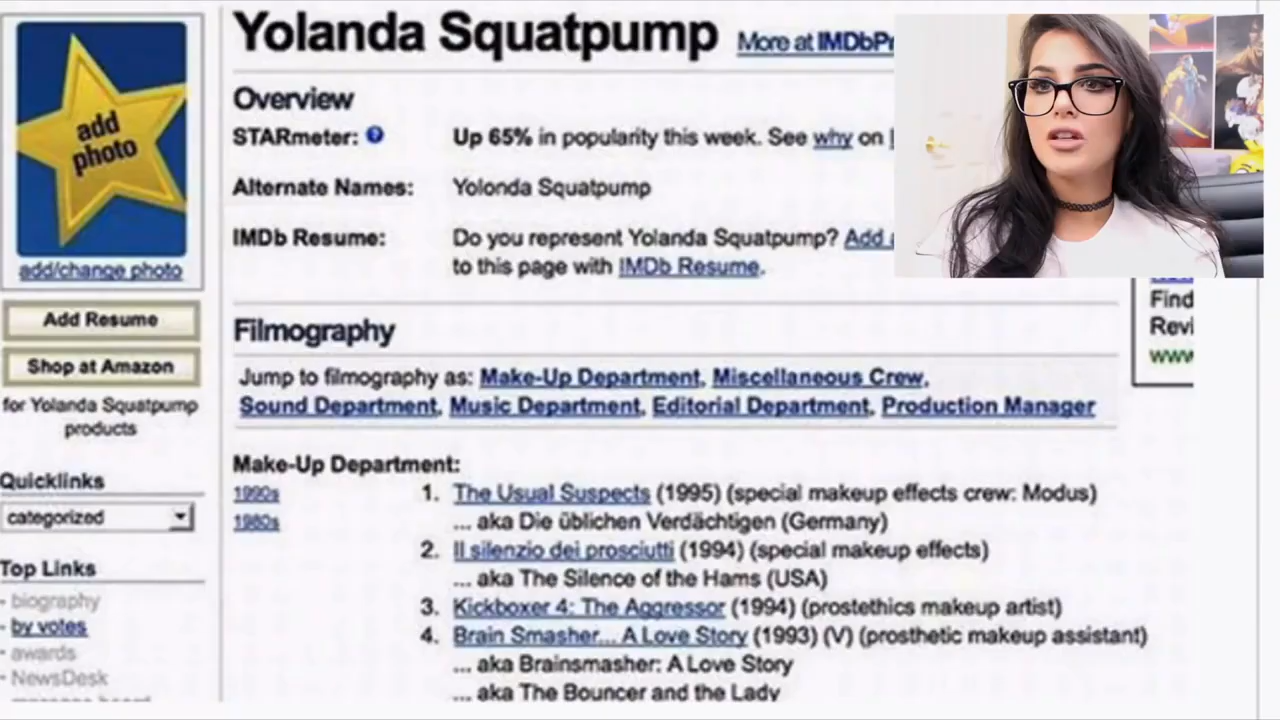 Yolanda Squatpump More at IMDbPr
add
photo
add/change photo
Add Resume
Shop at Amazon
for Yolanda Squatpump
products
Quicklinks
categorized
Top Links
- biography
- by votes
- awards
- NewsDesk
Overview
STARmeter: ? Up 65% in popularity this week. See why on
Alternate Names: Yolonda Squatpump
IMDb Resume: Do you represent Yolanda Squatpump? Add
to this page with IMDb Resume.
Filmography
Jump to filmography as: Make-Up Department, Miscellaneous Crew,
Sound Department, Music Department, Editorial Department, Production Manager
Make-Up Department:
1990s
1980s
1. The Usual Suspects (1995) (special makeup effects crew: Modus)
... aka Die üblichen Verdächtigen (Germany)
2. Il silenzio dei prosciutti (1994) (special makeup effects)
... aka The Silence of the Hams (USA)
3. Kickboxer 4: The Aggressor (1994) (prostethics makeup artist)
4. Brain Smasher... A Love Story (1993) (V) (prosthetic makeup assistant)
... aka Brainsmasher: A Love Story
... aka The Bouncer and the Lady
Find
Revi
www